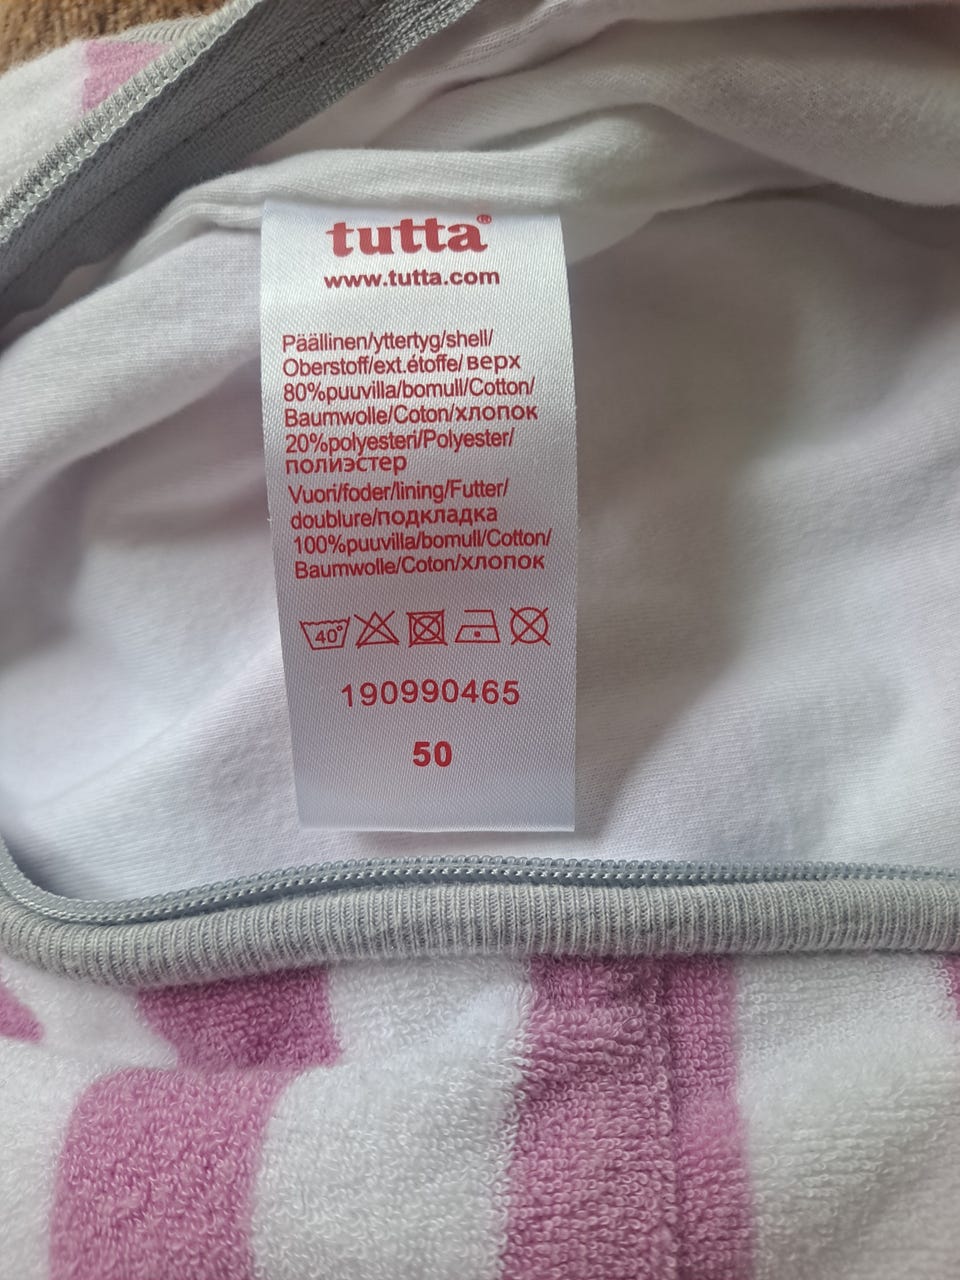 tutta®
www.tutta.com
Päällinen/yttertyg/shell/
Oberstoff/ext.étoffe/верх
80%puuvilla/bomull/Cotton/
Baumwolle/Coton/хлопок
20%polyesteri/Polyester/
полиэстер
Vuori/foder/lining/Futter/
doublure/подкладка
100%puuvilla/bomull/Cotton/
Baumwolle/Coton/хлопок
40°
190990465
50